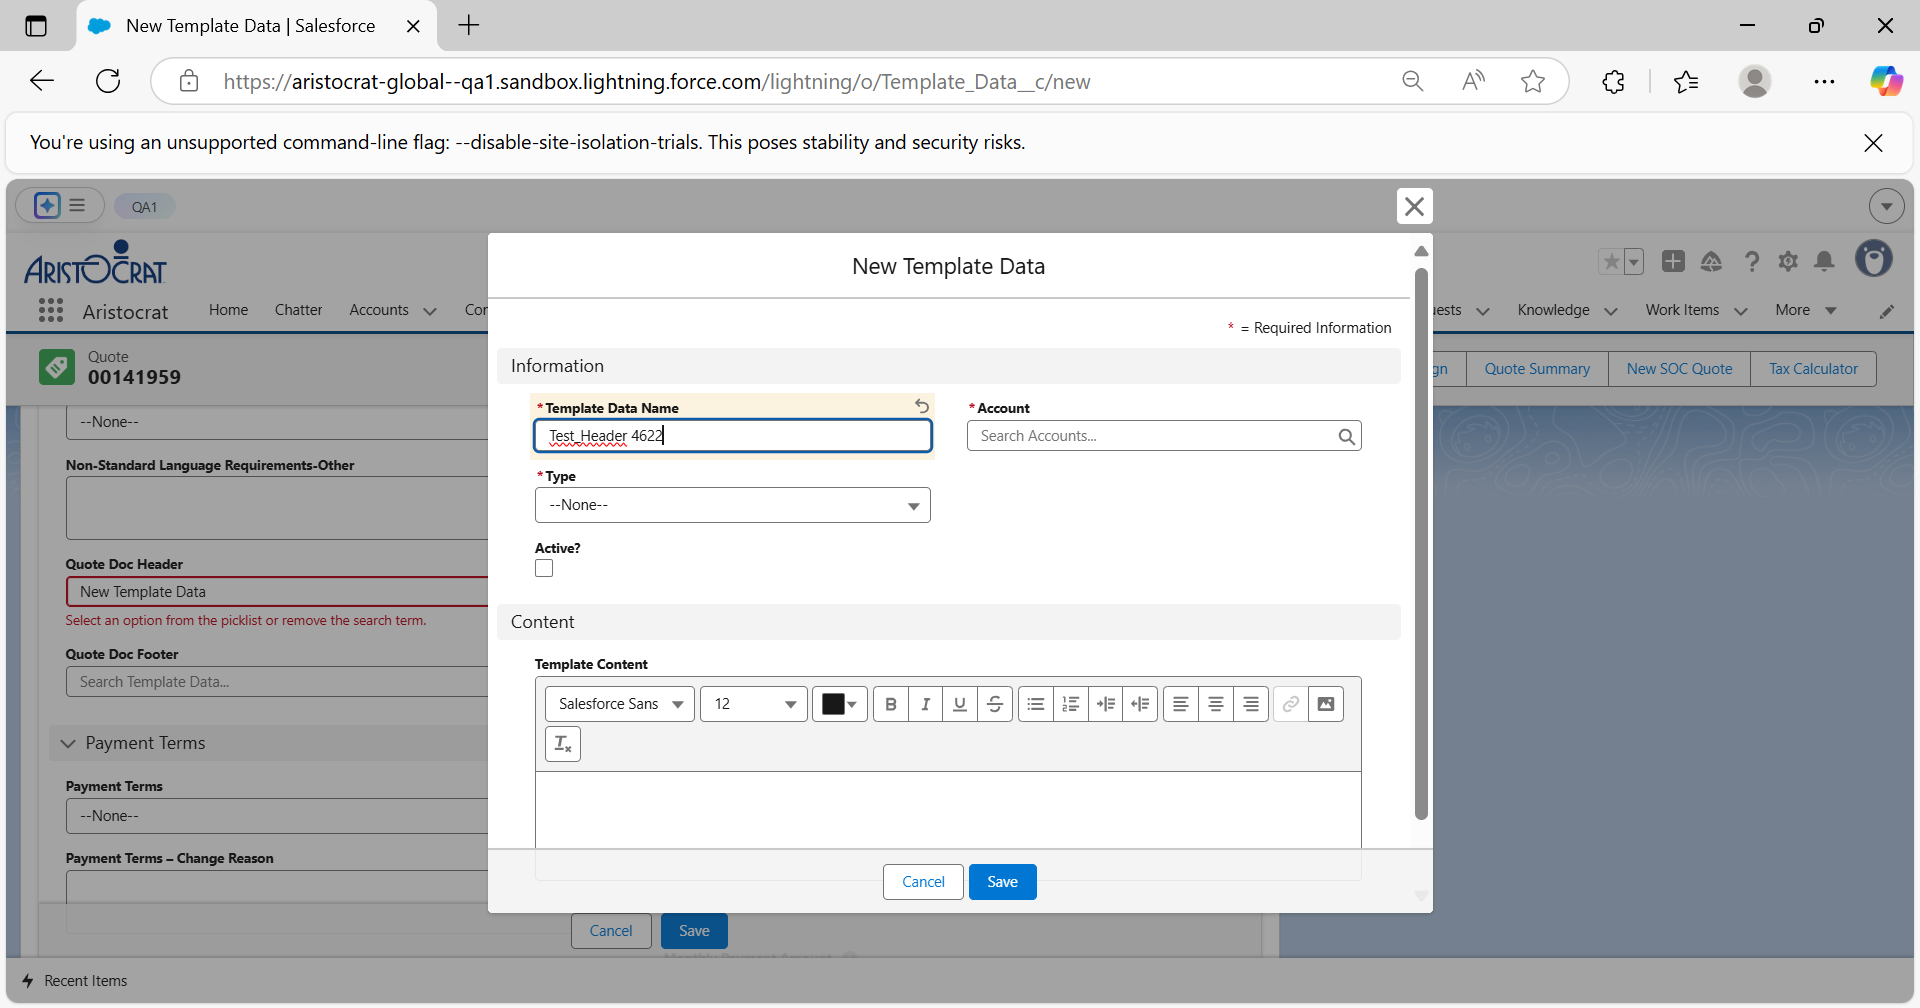 New Template Data | Salesforce
https://aristocrat-global--qa1.sandbox.lightning.force.com/lightning/o/Template_Data__c/new
You're using an unsupported command-line flag: --disable-site-isolation-trials. This poses stability and security risks.
QA1
ARISTOCRAT
Aristocrat
Home
Chatter
Accounts
Knowledge
Work Items
More
Quote
00141959
Quote Summary
New SOC Quote
Tax Calculator
--None--
Non-Standard Language Requirements-Other
Quote Doc Header
New Template Data
Select an option from the picklist or remove the search term.
Quote Doc Footer
Search Template Data...
Payment Terms
Payment Terms
--None--
Payment Terms – Change Reason
Cancel
Save
New Template Data
* = Required Information
Information
*Template Data Name
Test_Header 4622
*Account
Search Accounts...
*Type
--None--
Active?
Content
Template Content
Salesforce Sans
12
Cancel
Save
Recent Items